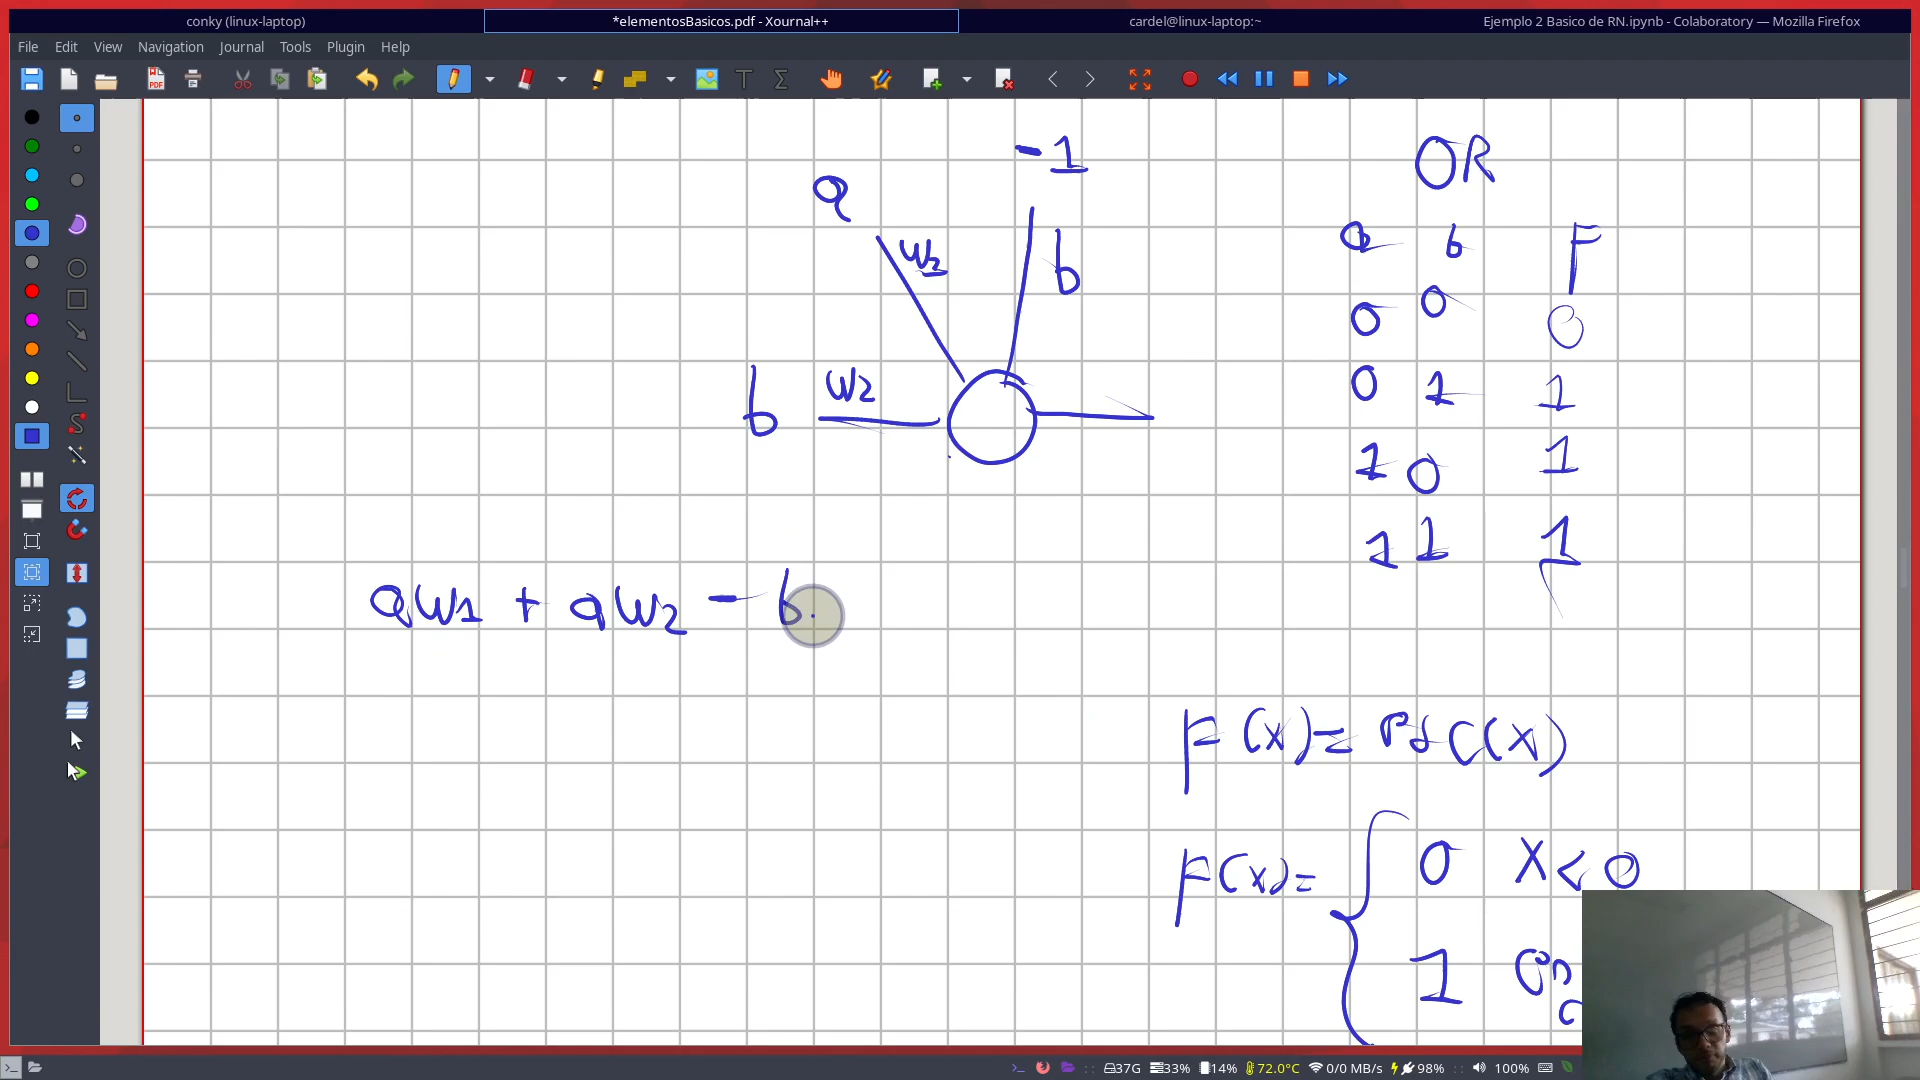 conky (linux-laptop)
*elementosBasicos.pdf - Xournal++
cardel@linux-laptop:~
Ejemplo 2 Basico de RN.ipynb - Colaboratory — Mozilla Firefox
File Edit View Navigation Journal Tools Plugin Help
-1
a
w2
b
b
w2
OR
a b F
0 0 0
0 1 1
1 0 1
1 1 1
aw1 + aw2 - b.
F(x)=
F(x)= { 0 x<0
1
37G 33% 14% 72.0°C 0/0 MB/s 98% 100%